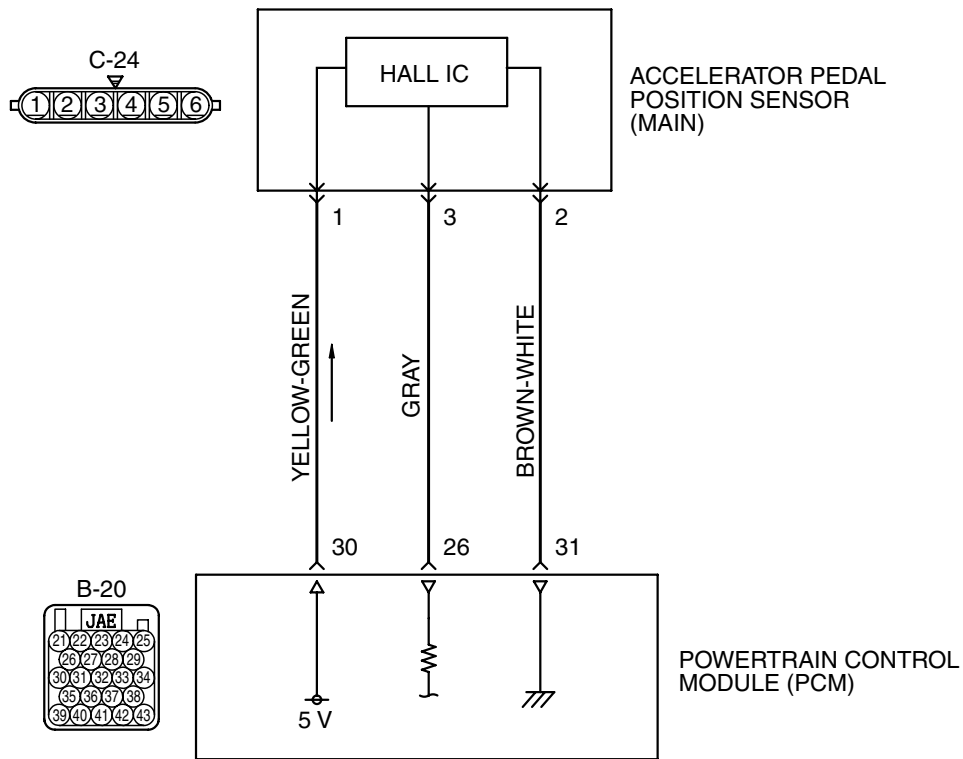 C-24
1 2 3 4 5 6
HALL IC
ACCELERATOR PEDAL
POSITION SENSOR
(MAIN)
1
3
2
YELLOW-GREEN
GRAY
BROWN-WHITE
30
26
31
B-20
JAE
21 22 23 24 25
26 27 28 29
30 31 32 33 34
35 36 37 38
39 40 41 42 43
5 V
POWERTRAIN CONTROL
MODULE (PCM)